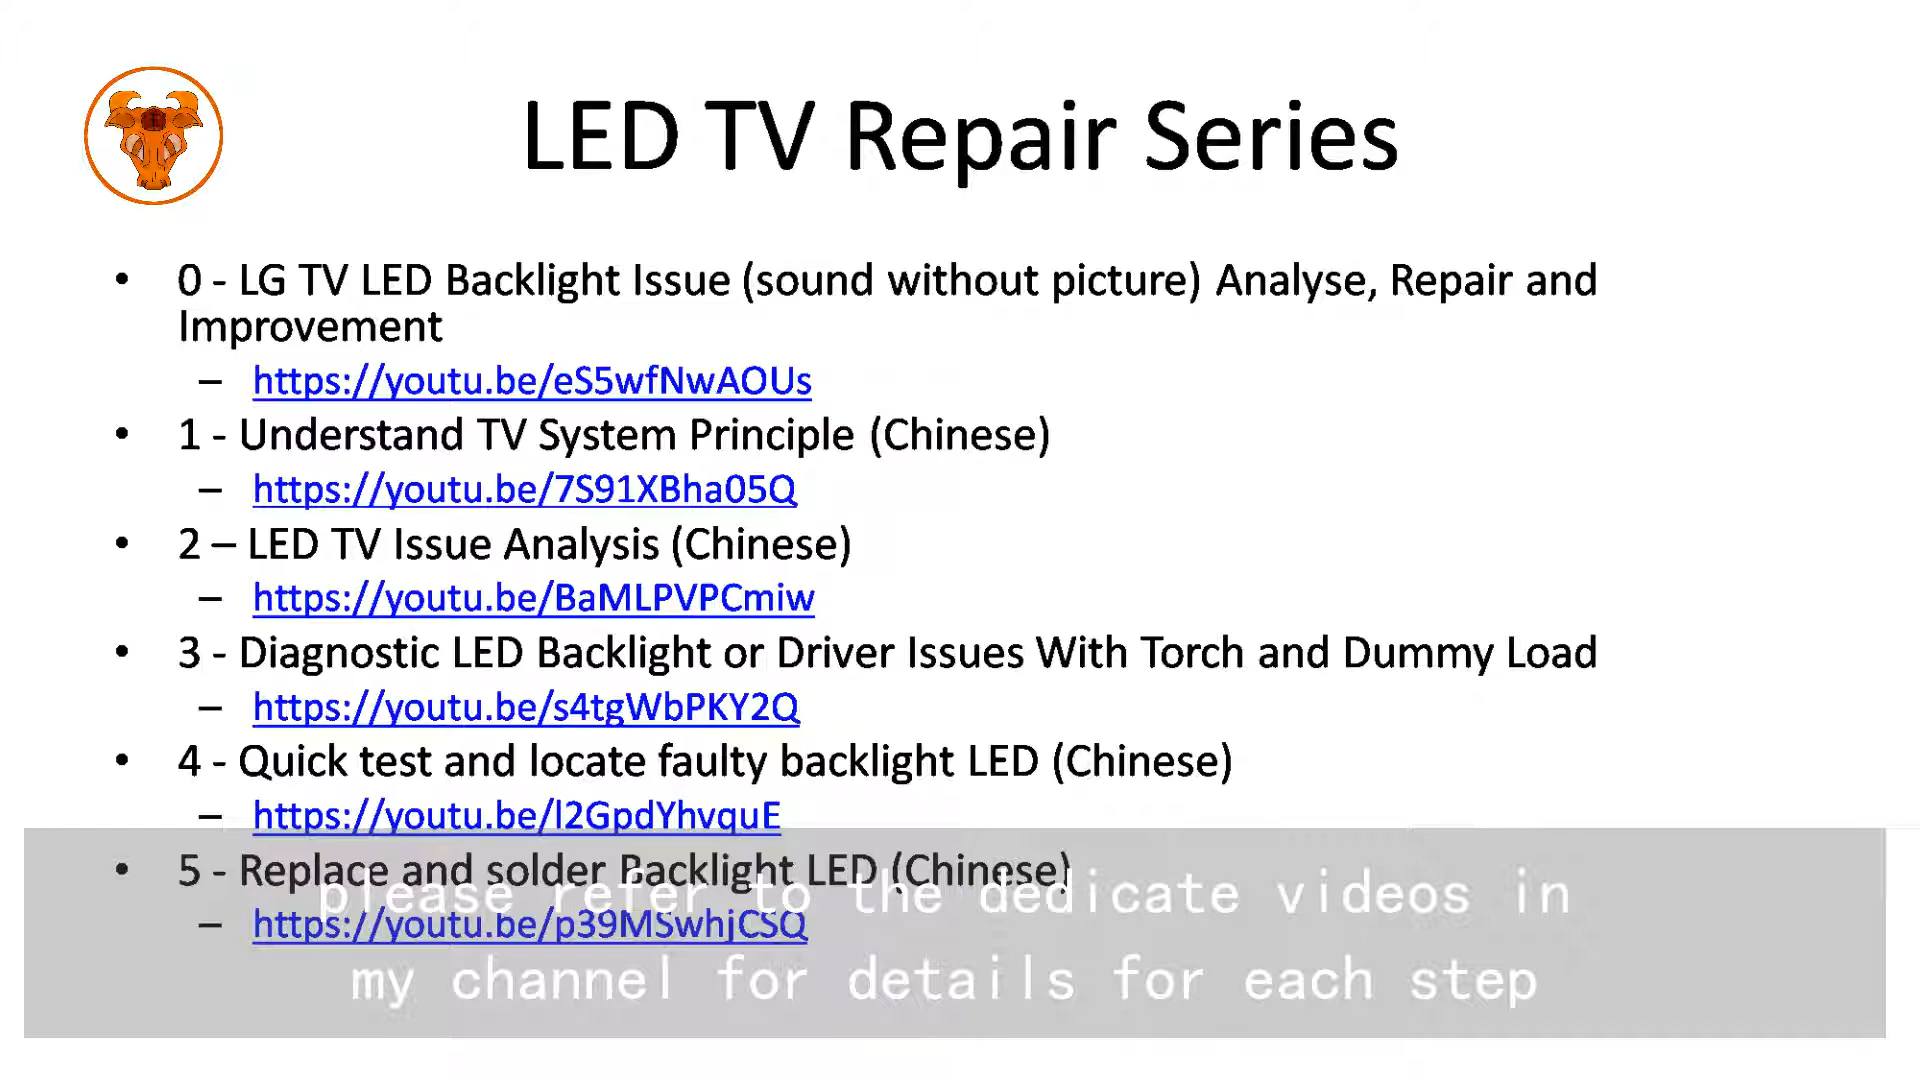 LED TV Repair Series
• 0 - LG TV LED Backlight Issue (sound without picture) Analyse, Repair and
Improvement
– https://youtu.be/eS5wfNwAOUs
• 1 - Understand TV System Principle (Chinese)
– https://youtu.be/7S91XBha05Q
• 2 – LED TV Issue Analysis (Chinese)
– https://youtu.be/BaMLPVPCmiw
• 3 - Diagnostic LED Backlight or Driver Issues With Torch and Dummy Load
– https://youtu.be/s4tgWbPKY2Q
• 4 - Quick test and locate faulty backlight LED (Chinese)
– https://youtu.be/l2GpdYhvquE
• 5 - Replace and solder Backlight LED (Chinese)
– https://youtu.be/p39MSwhjCSQ
please refer to the dedicate videos in
my channel for details for each step